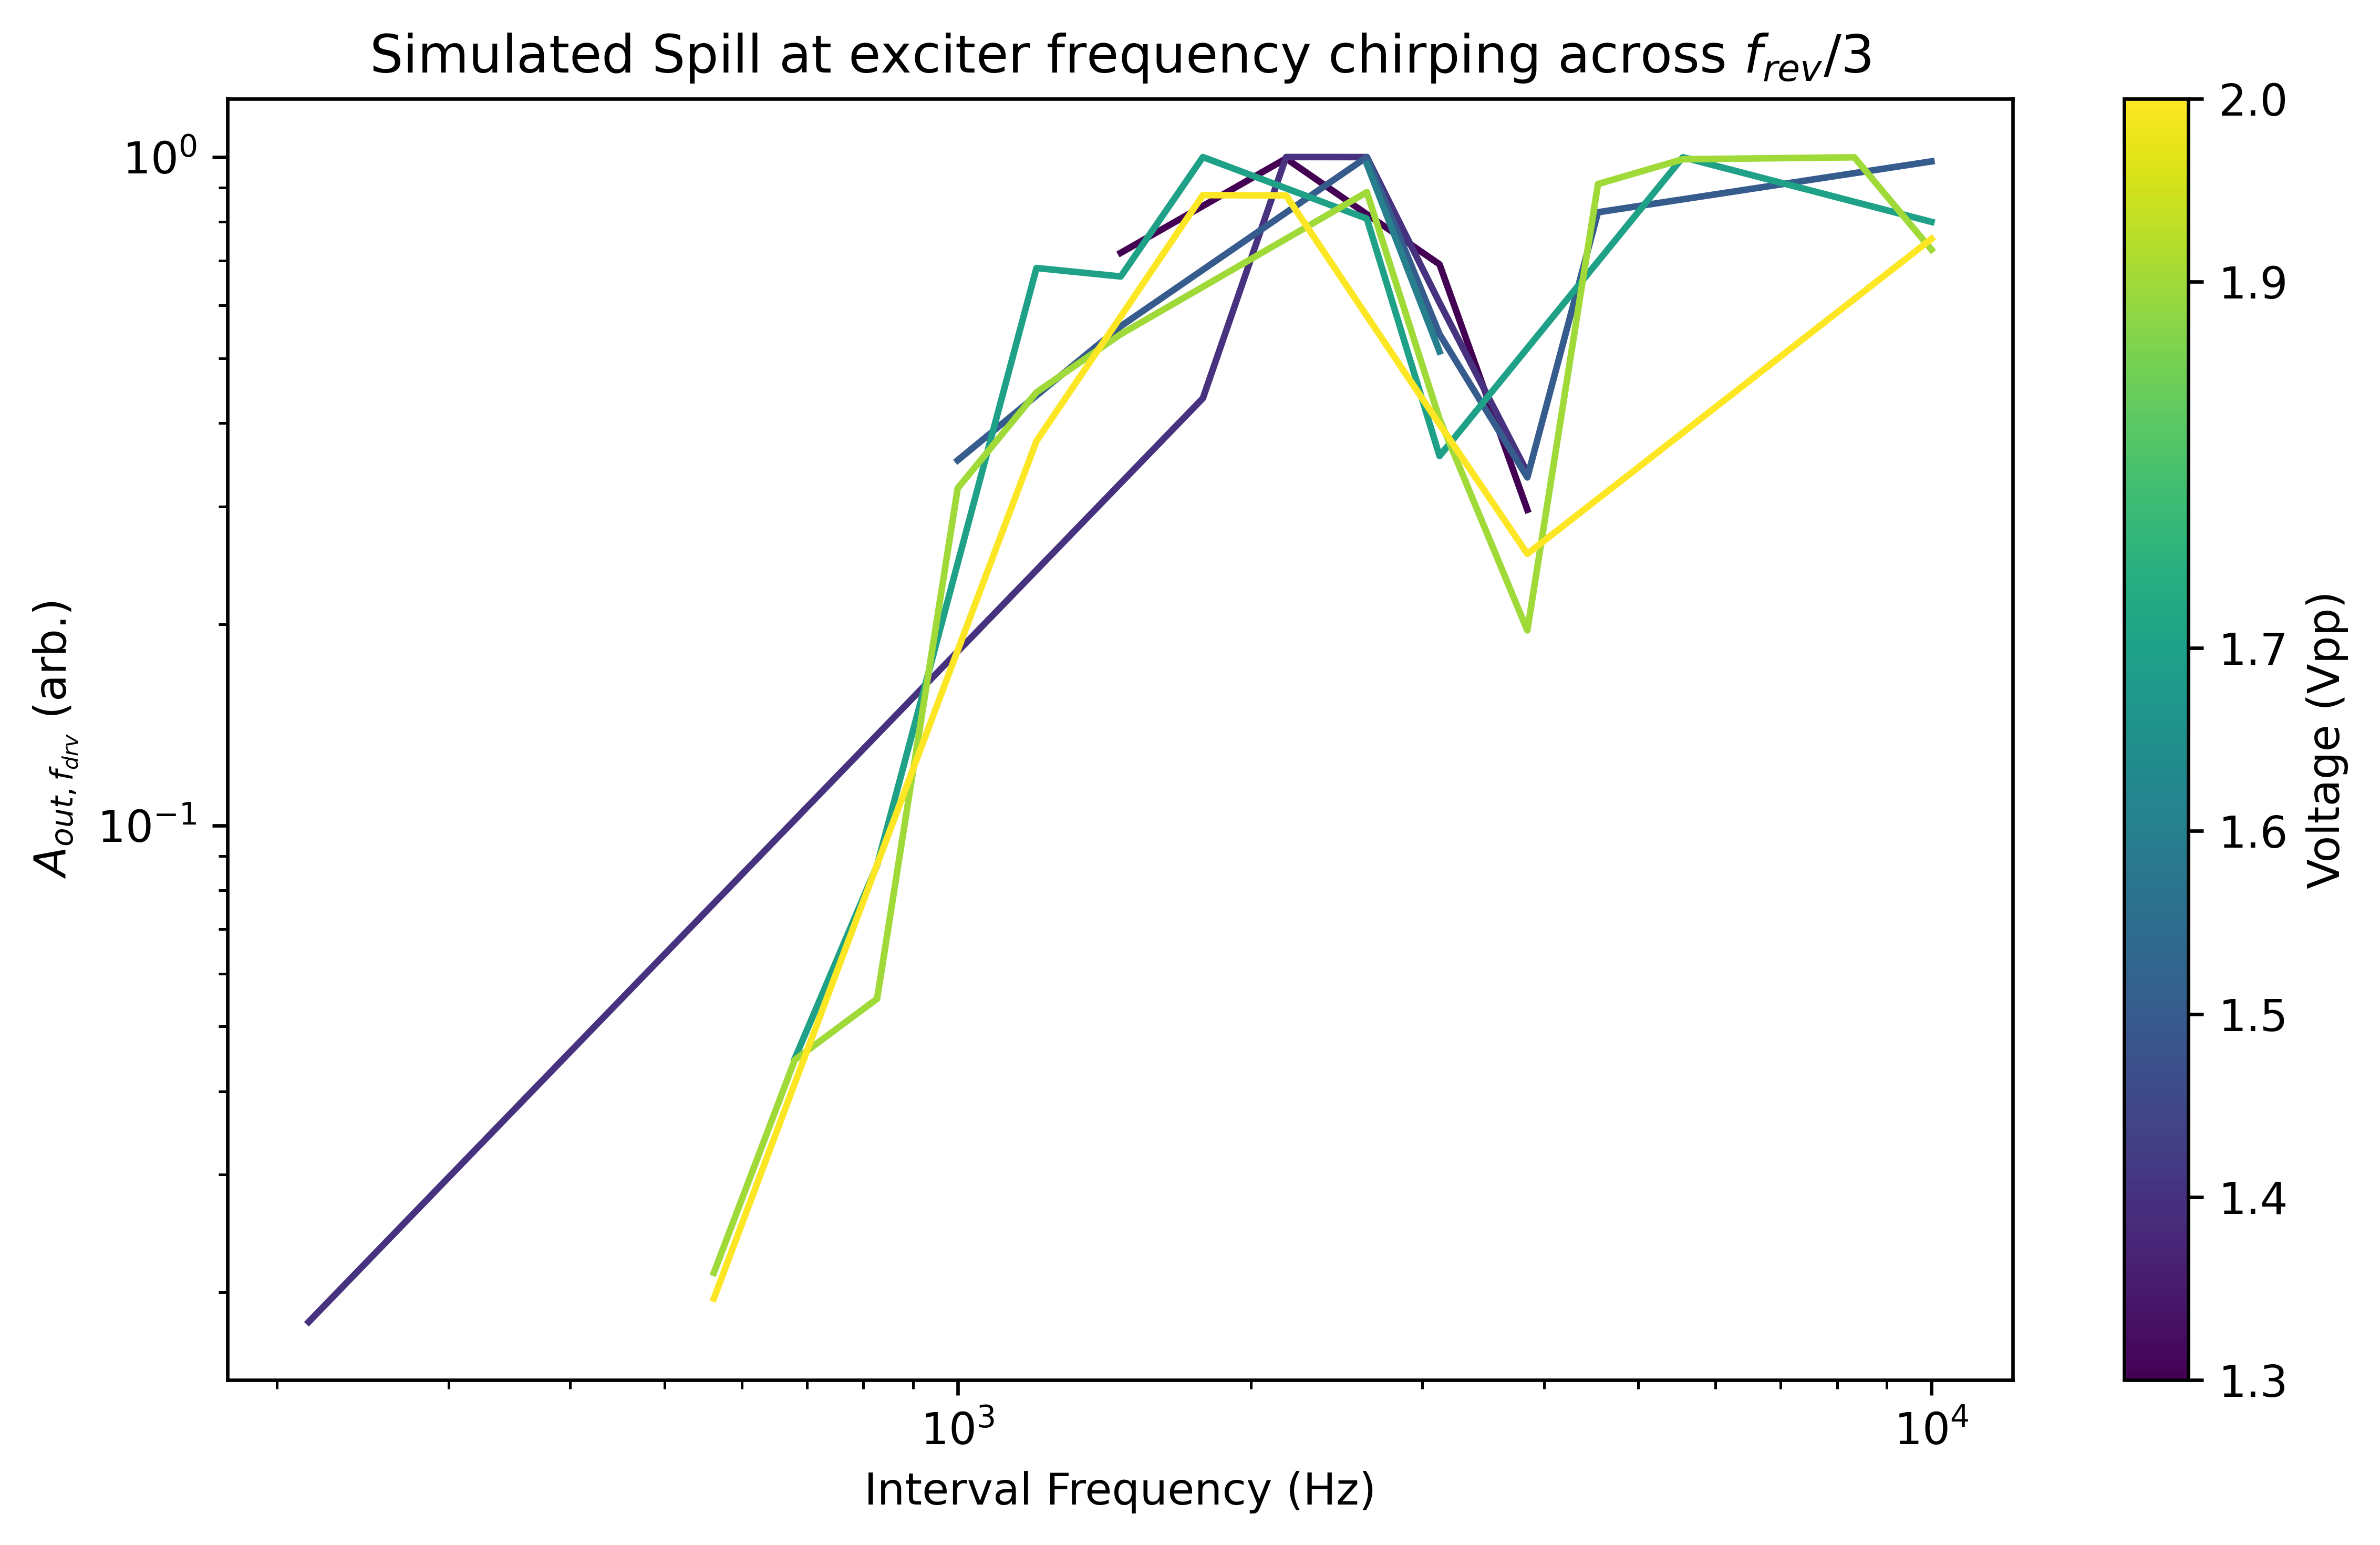 Simulated Spill at exciter frequency chirping across f_rev/3
10^0
10^−1
A_out, f_drv (arb.)
10^3
10^4
Interval Frequency (Hz)
2.0
1.9
1.7
1.6
1.5
1.4
1.3
Voltage (Vpp)